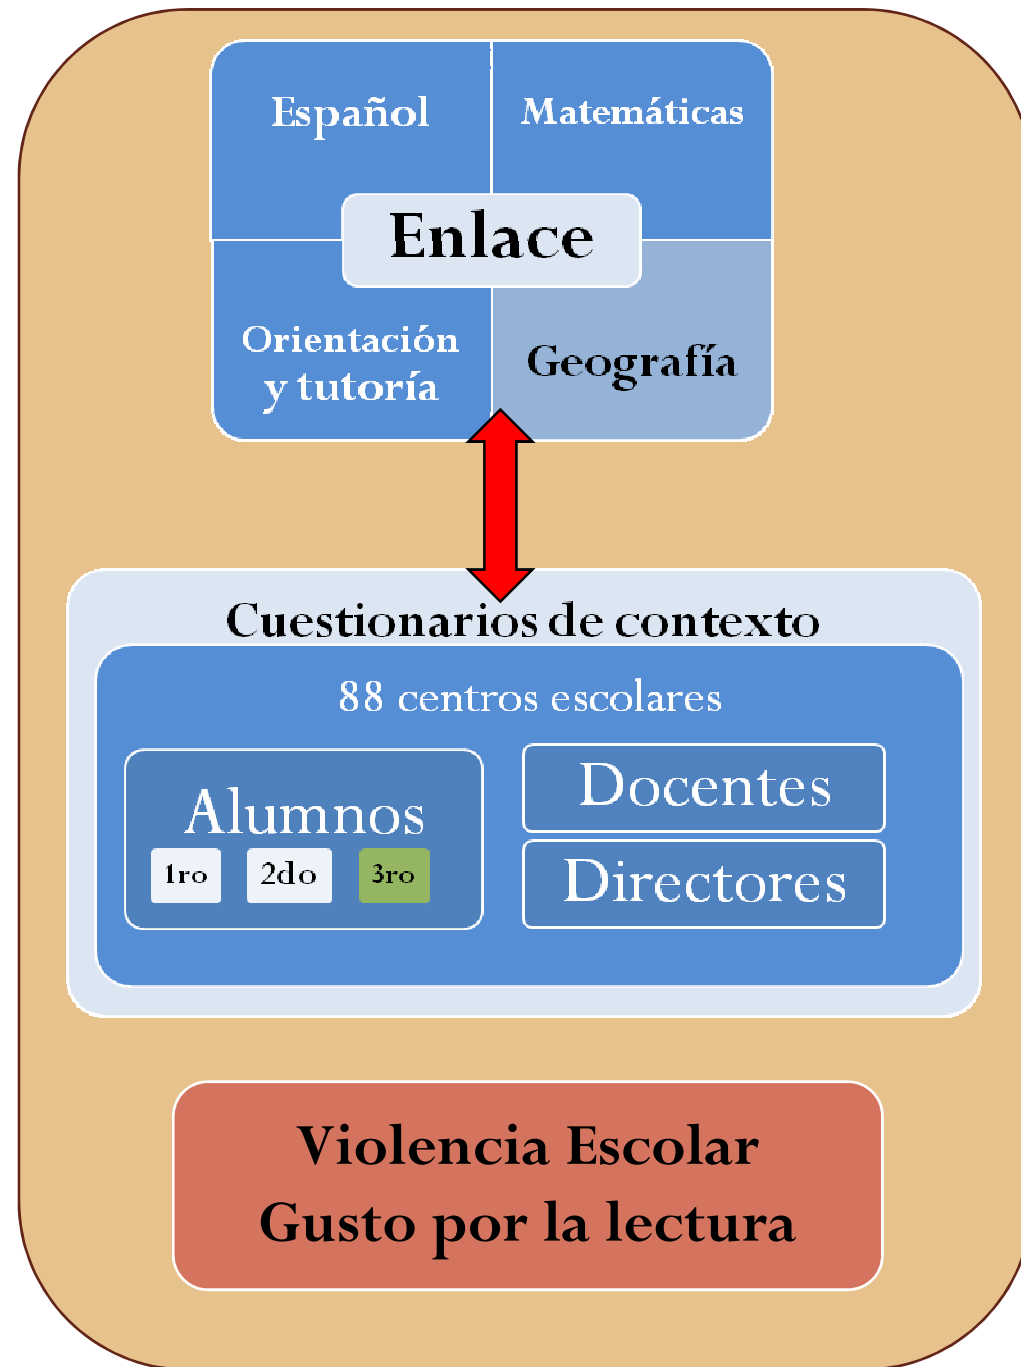 Español
Matemáticas
Enlace
Orientación
y tutoría
Geografía
Cuestionarios de contexto
88 centros escolares
Alumnos
1ro
2do
3ro
Docentes
Directores
Violencia Escolar
Gusto por la lectura